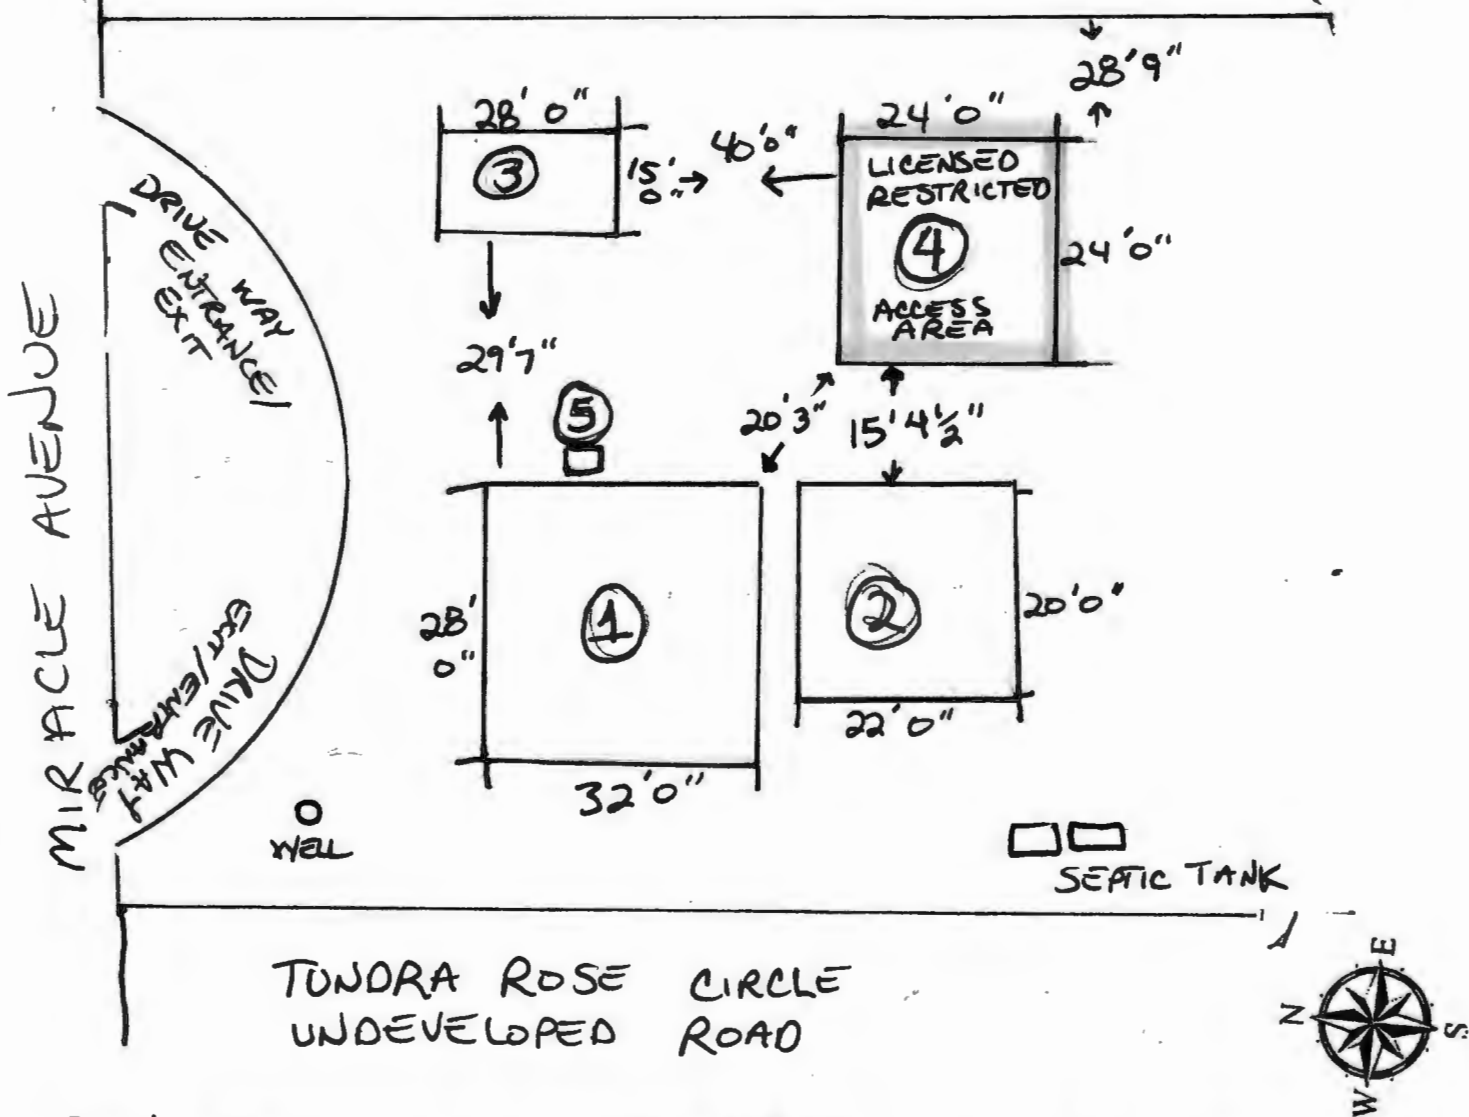 28'9"
28'0"
24'0"
40'0"
3
15'
0"
LICENSED
RESTRICTED
4
ACCESS
AREA
24'0"
DRIVE WAY
ENTRANCE/
EXIT
MIRACLE AVENUE
29'7"
5
20'3"
15'4½"
28'
0"
1
2
20'0"
22'0"
32'0"
DRIVE WAY
EXIT/ENTRANCE
WELL
SEPTIC TANK
TUNDRA ROSE CIRCLE
UNDEVELOPED ROAD
E
N
S
W